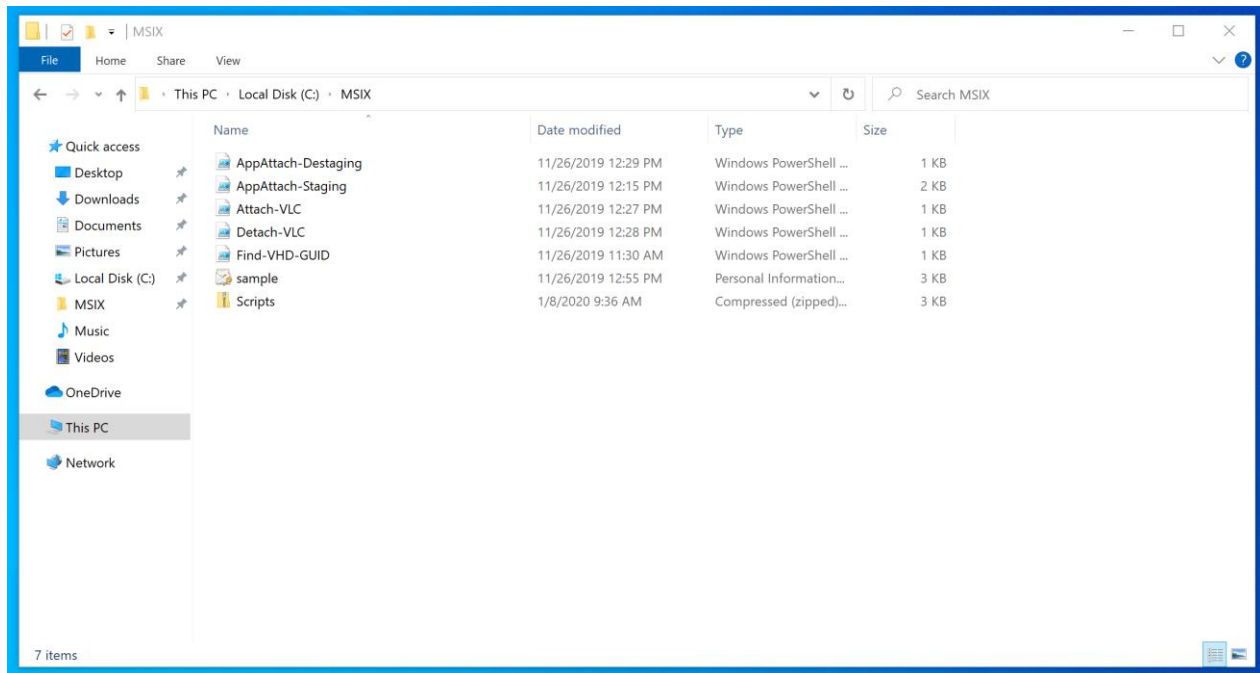 MSIX
File Home Share View
This PC Local Disk (C:) MSIX Search MSIX
Name Date modified Type Size
Quick access
Desktop
Downloads
Documents
Pictures
Local Disk (C:)
MSIX
Music
Videos
OneDrive
This PC
Network
AppAttach-Destaging 11/26/2019 12:29 PM Windows PowerShell ... 1 KB
AppAttach-Staging 11/26/2019 12:15 PM Windows PowerShell ... 2 KB
Attach-VLC 11/26/2019 12:27 PM Windows PowerShell ... 1 KB
Detach-VLC 11/26/2019 12:28 PM Windows PowerShell ... 1 KB
Find-VHD-GUID 11/26/2019 11:30 AM Windows PowerShell ... 1 KB
sample 11/26/2019 12:55 PM Personal Information... 3 KB
Scripts 1/8/2020 9:36 AM Compressed (zipped)... 3 KB
7 items